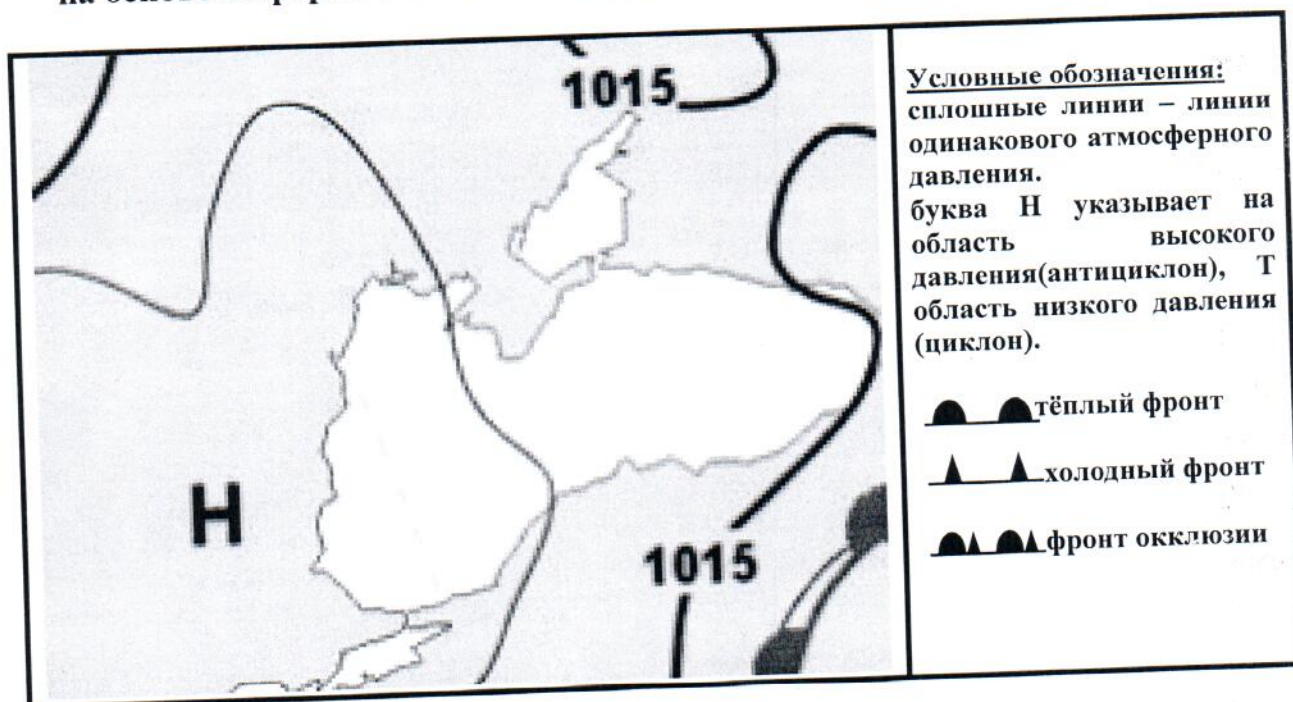 1015
H
1015
Условные обозначения:
сплошные линии – линии
одинакового атмосферного
давления.
буква Н указывает на
область высокого
давления(антициклон), Т
область низкого давления
(циклон).
тёплый фронт
холодный фронт
фронт окклюзии